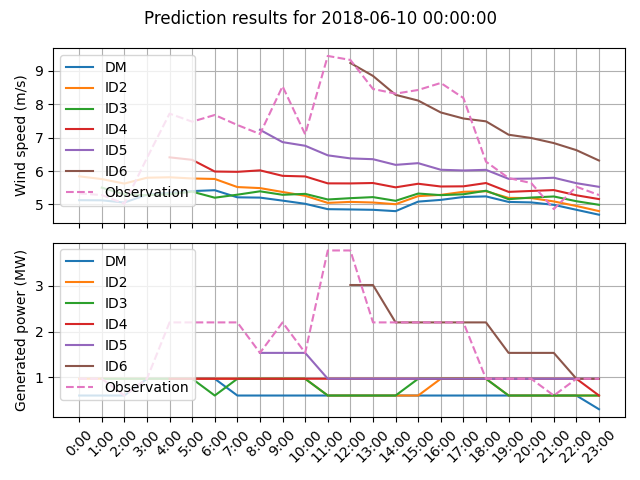 Prediction results for 2018-06-10 00:00:00
Wind speed (m/s)
9
8
7
6
5
DM
ID2
ID3
ID4
ID5
ID6
Observation
Generated power (MW)
3
2
1
DM
ID2
ID3
ID4
ID5
ID6
Observation
0:00 1:00 2:00 3:00 4:00 5:00 6:00 7:00 8:00 9:00 10:00 11:00 12:00 13:00 14:00 15:00 16:00 17:00 18:00 19:00 20:00 21:00 22:00 23:00